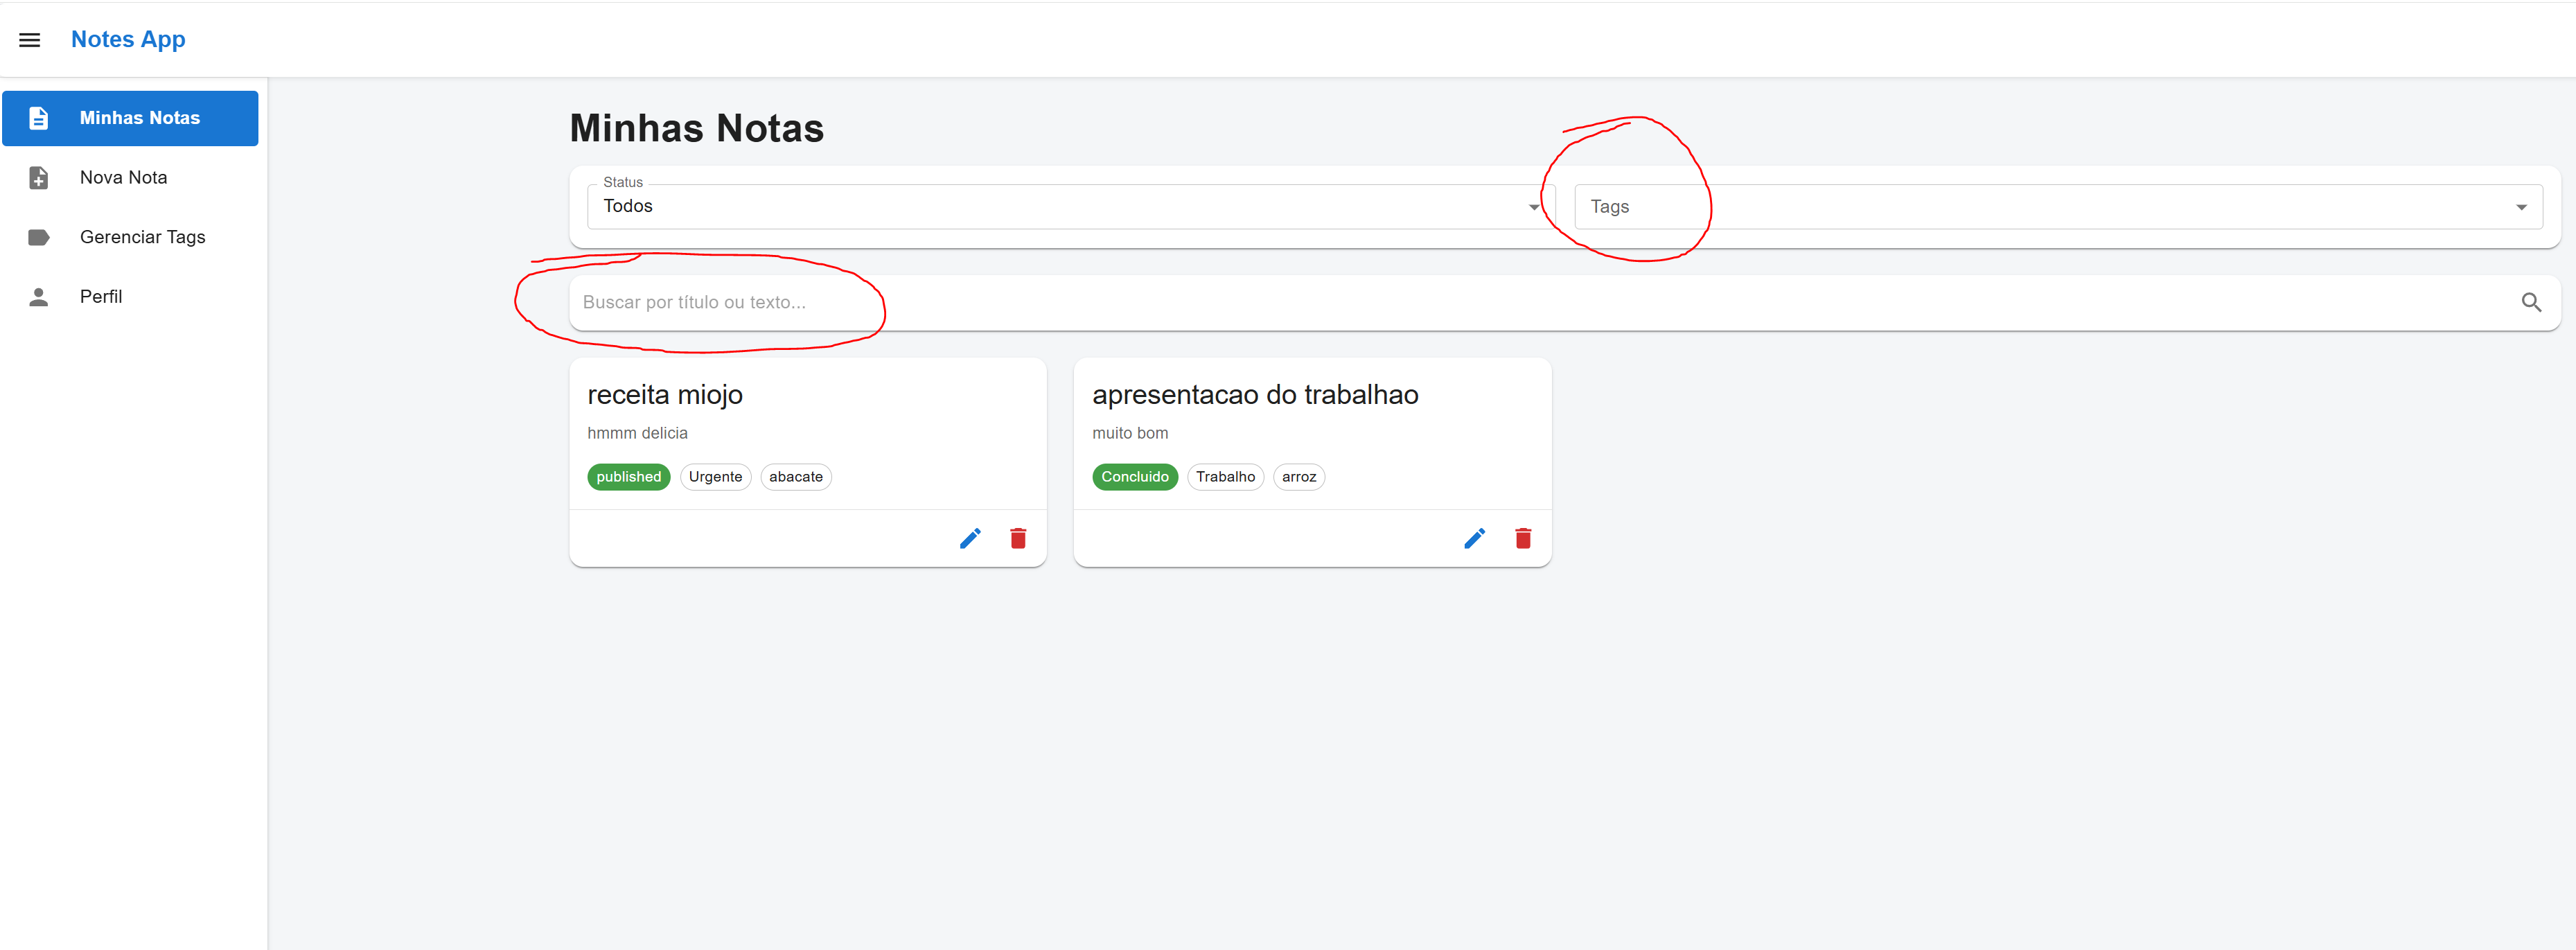 Notes App
Minhas Notas
Nova Nota
Gerenciar Tags
Perfil
Minhas Notas
Status
Todos
Tags
Buscar por título ou texto...
receita miojo
hmmm delicia
published Urgente abacate
apresentacao do trabalhao
muito bom
Concluido Trabalho arroz